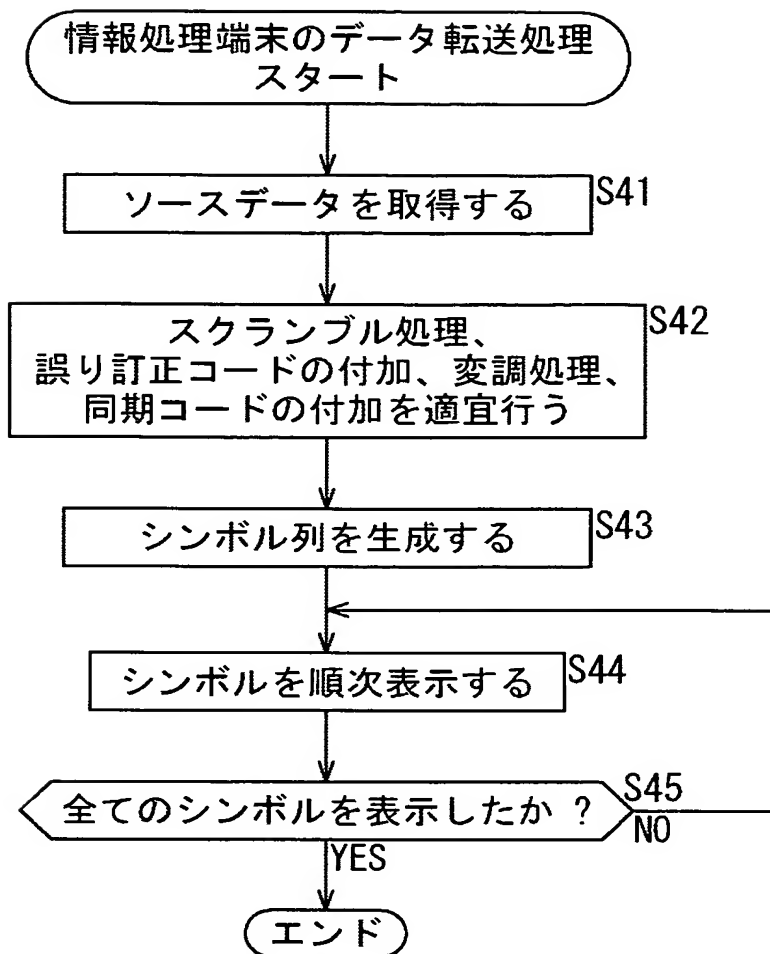 情報処理端末のデータ転送処理
スタート
ソースデータを取得する
S41
スクランブル処理、
誤り訂正コードの付加、変調処理、
同期コードの付加を適宜行う
S42
シンボル列を生成する
S43
シンボルを順次表示する
S44
全てのシンボルを表示したか ?
S45
NO
YES
エンド